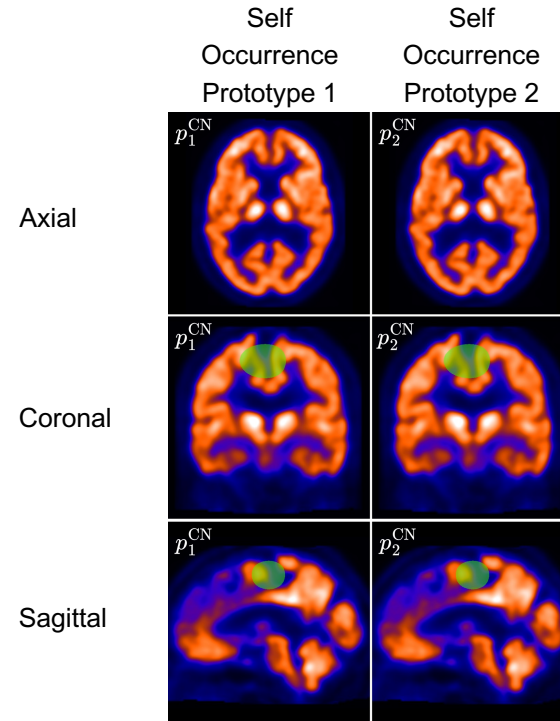 Self Occurrence Prototype 1
Self Occurrence Prototype 2
Axial
p_1^CN
p_2^CN
Coronal
p_1^CN
p_2^CN
Sagittal
p_1^CN
p_2^CN